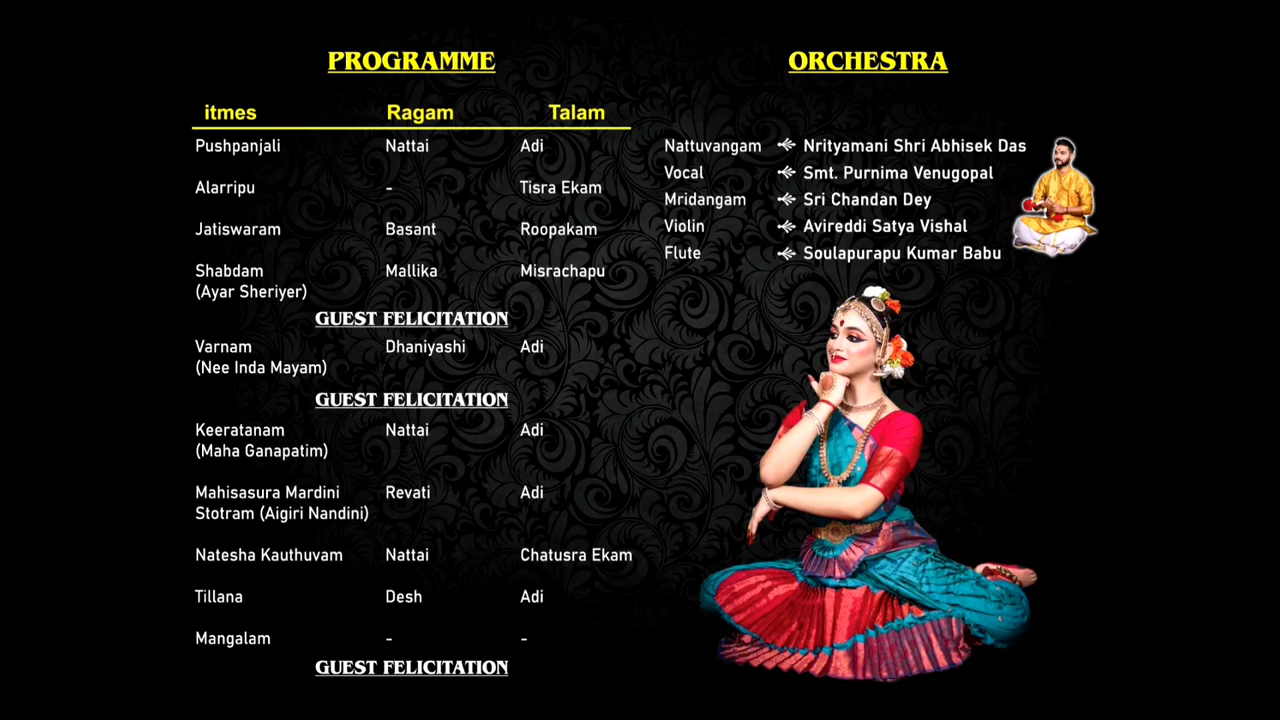 PROGRAMME
itmes Ragam Talam
Pushpanjali Nattai Adi
Alarripu - Tisra Ekam
Jatiswaram Basant Roopakam
Shabdam Mallika Misrachapu
(Ayar Sheriyer)
GUEST FELICITATION
Varnam Dhaniyashi Adi
(Nee Inda Mayam)
GUEST FELICITATION
Keeratanam Nattai Adi
(Maha Ganapatim)
Mahisasura Mardini Revati Adi
Stotram (Aigiri Nandini)
Natesha Kauthuvam Nattai Chatusra Ekam
Tillana Desh Adi
Mangalam - -
GUEST FELICITATION
ORCHESTRA
Nattuvangam Nrityamani Shri Abhisek Das
Vocal Smt. Purnima Venugopal
Mridangam Sri Chandan Dey
Violin Avireddi Satya Vishal
Flute Soulapurapu Kumar Babu